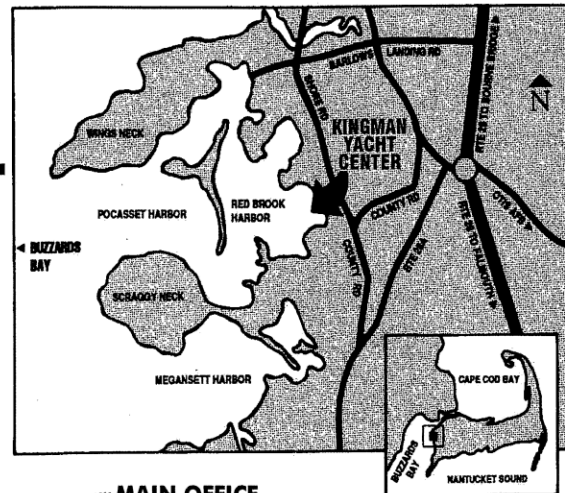 BARLOWS LANDING RD
SHORE RD
RTE 28 TO BOURNE BRIDGE
N
WINGS NECK
KINGMAN
YACHT
CENTER
POCASSET HARBOR
RED BROOK
HARBOR
COUNTY RD
OTIS AFB
BUZZARDS
BAY
COUNTY RD
RTE 28A
RTE 28 TO FALMOUTH
SCRAGGY NECK
MEGANSETT HARBOR
CAPE COD BAY
BUZZARDS
BAY
NANTUCKET SOUND
MAIN OFFICE